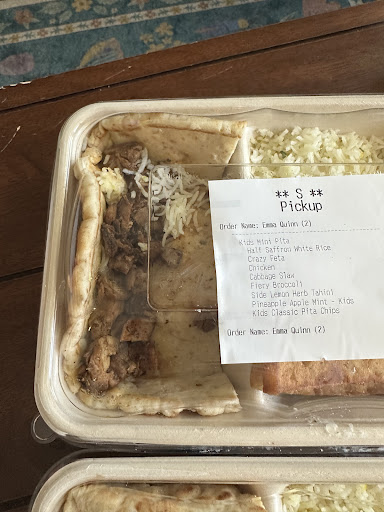 ** S **
Pickup
Order Name: Emma Quinn (2)
Kids Mini Pita
Half Saffron White Rice
Crazy Feta
Chicken
Cabbage Slaw
Fiery Broccoli
Side Lemon Herb Tahini
Pineapple Apple Mint - Kids
Kids Classic Pita Chips
Order Name: Emma Quinn (2)